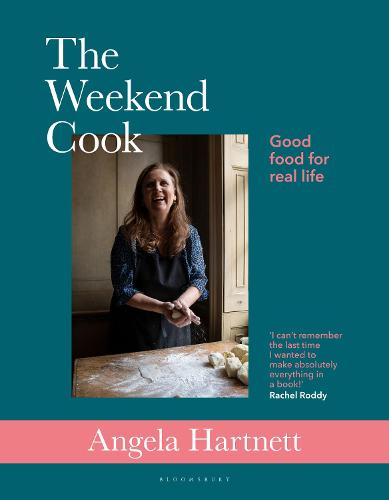 The
Weekend
Cook
Good
food for
real life
'I can't remember
the last time
I wanted to
make absolutely
everything in
a book!'
Rachel Roddy
Angela Hartnett
BLOOMSBURY